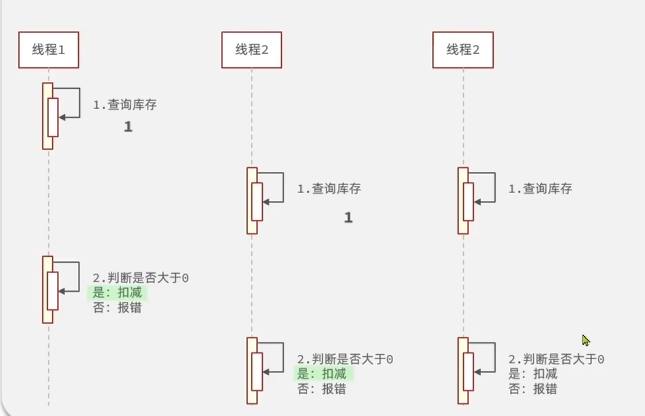 线程1
线程2
线程2
1.查询库存
1
1.查询库存
1
1.查询库存
2.判断是否大于0
是：扣减
否：报错
2.判断是否大于0
是：扣减
否：报错
2.判断是否大于0
是：扣减
否：报错